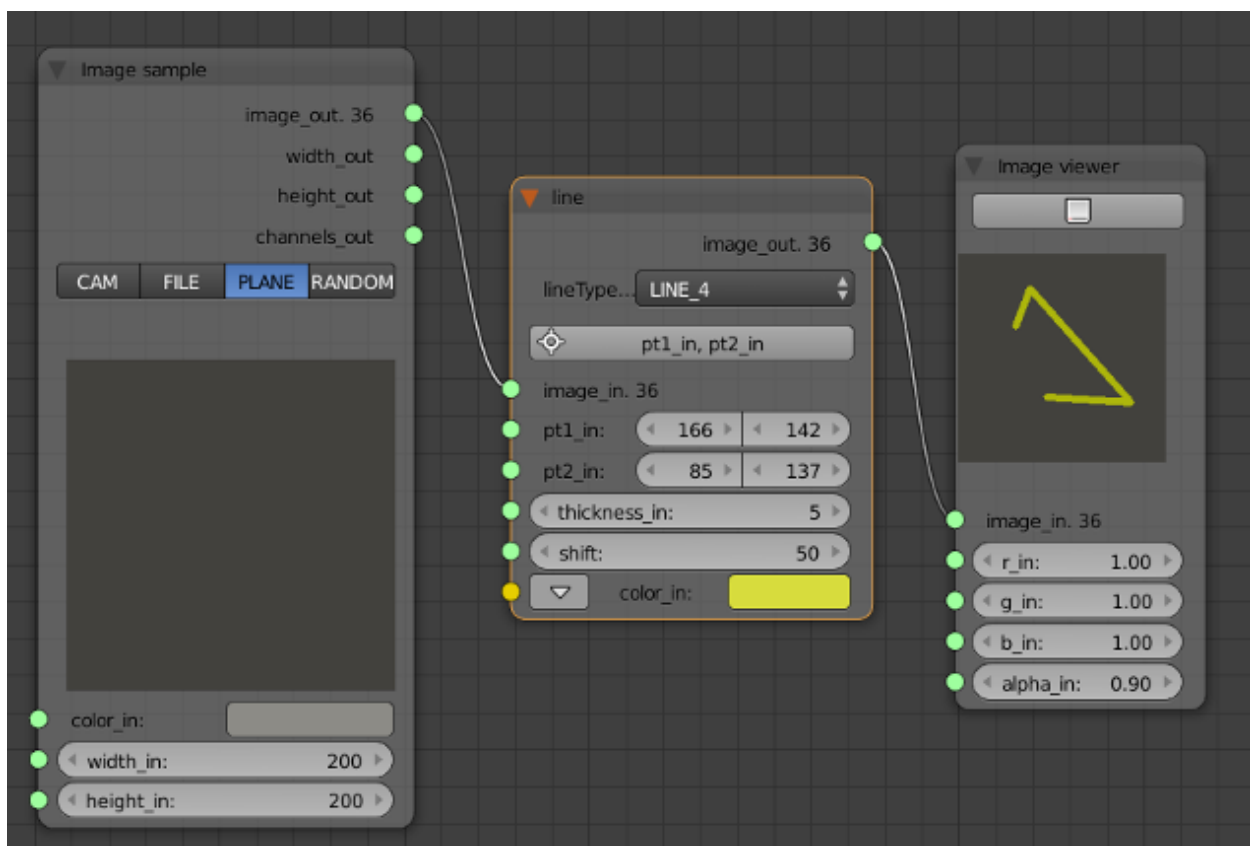 Image sample
image_out. 36
width_out
height_out
channels_out
CAM FILE PLANE RANDOM
color_in:
width_in: 200
height_in: 200
line
image_out. 36
lineType... LINE_4
pt1_in, pt2_in
image_in. 36
pt1_in: 166 142
pt2_in: 85 137
thickness_in: 5
shift: 50
color_in:
Image viewer
image_in. 36
r_in: 1.00
g_in: 1.00
b_in: 1.00
alpha_in: 0.90